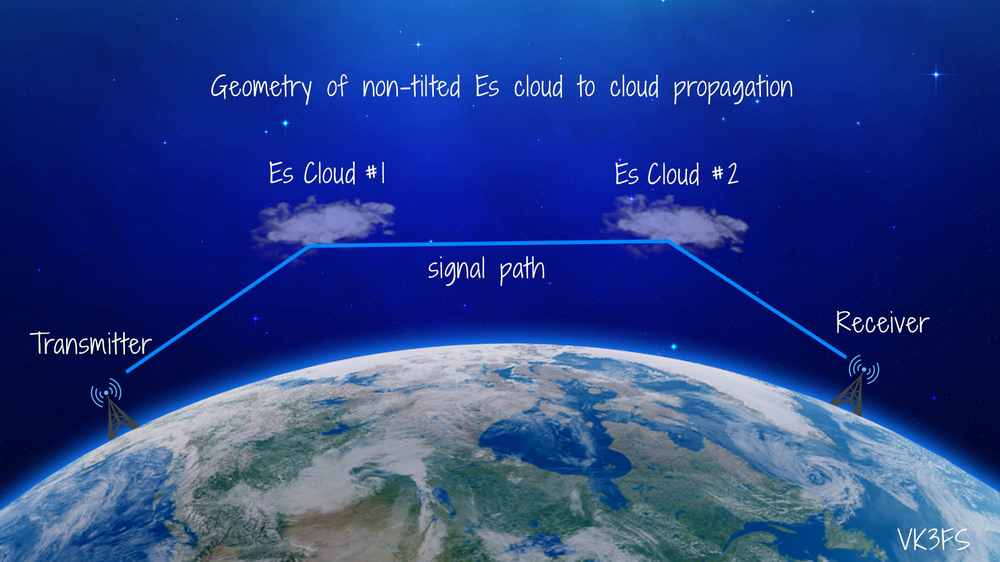 Geometry of non-tilted Es cloud to cloud propagation
Es Cloud #1
Es Cloud #2
signal path
Transmitter
Receiver
VK3FS